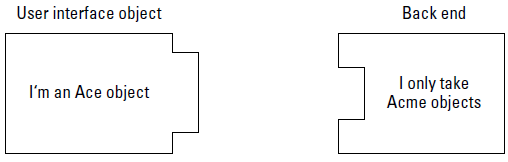 User interface object
Back end
I'm an Ace object
I only take
Acme objects